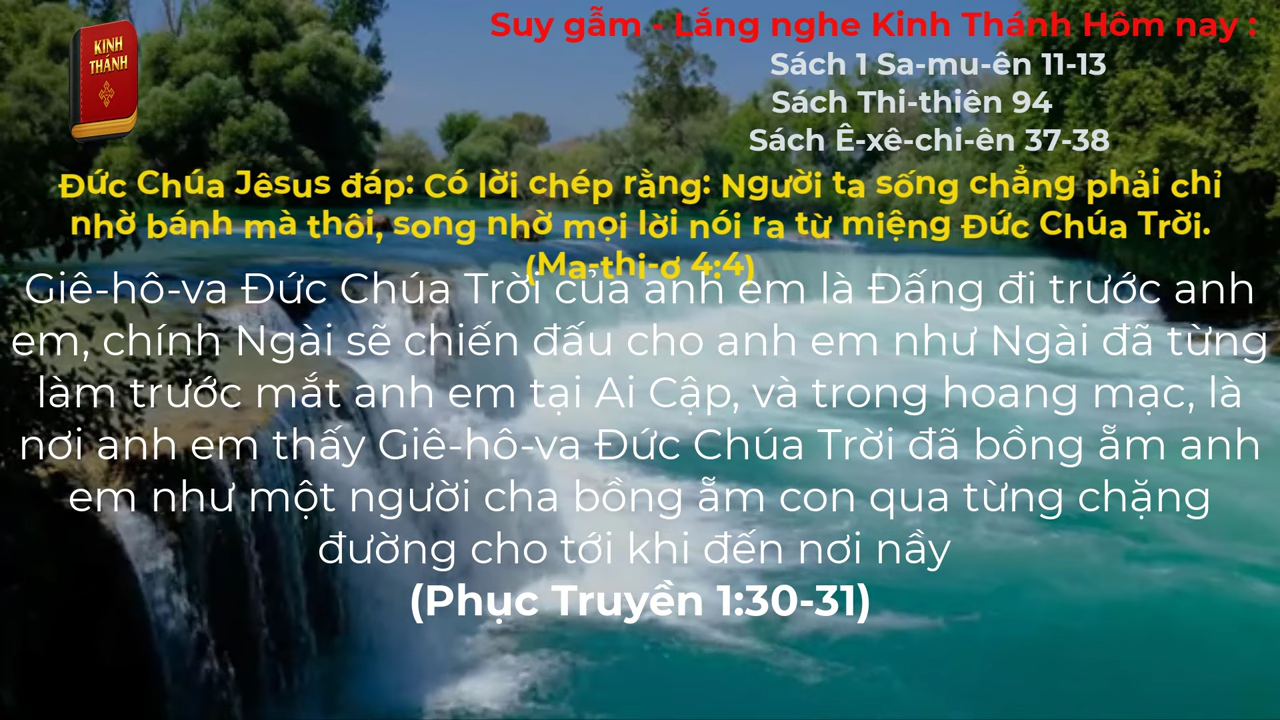 KINH
THÁNH
Suy gẫm - Lắng nghe Kinh Thánh Hôm nay :
Sách 1 Sa-mu-ên 11-13
Sách Thi-thiên 94
Sách Ê-xê-chi-ên 37-38
Đức Chúa Jêsus đáp: Có lời chép rằng: Người ta sống chẳng phải chỉ
nhờ bánh mà thôi, song nhờ mọi lời nói ra từ miệng Đức Chúa Trời.
(Ma-thi-ơ 4:4)
Giê-hô-va Đức Chúa Trời của anh em là Đấng đi trước anh
em, chính Ngài sẽ chiến đấu cho anh em như Ngài đã từng
làm trước mắt anh em tại Ai Cập, và trong hoang mạc, là
nơi anh em thấy Giê-hô-va Đức Chúa Trời đã bồng ẵm anh
em như một người cha bồng ẵm con qua từng chặng
đường cho tới khi đến nơi nầy
(Phục Truyền 1:30-31)